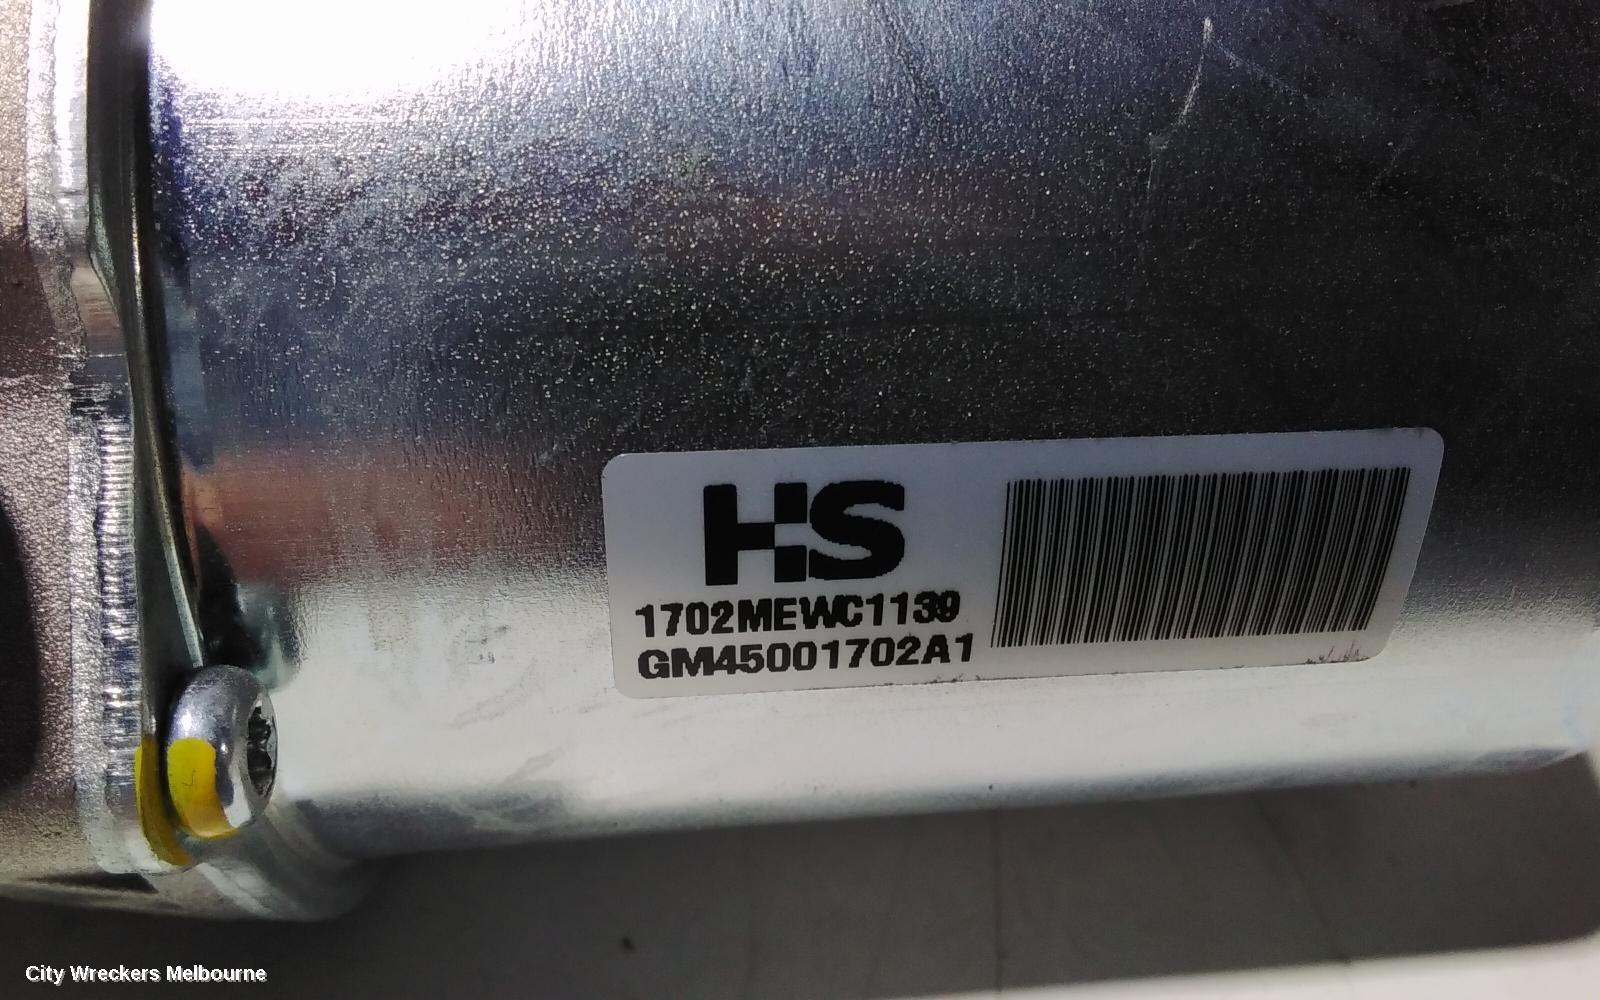 HS
1702MEWC1139
GM45001702A1
City Wreckers Melbourne